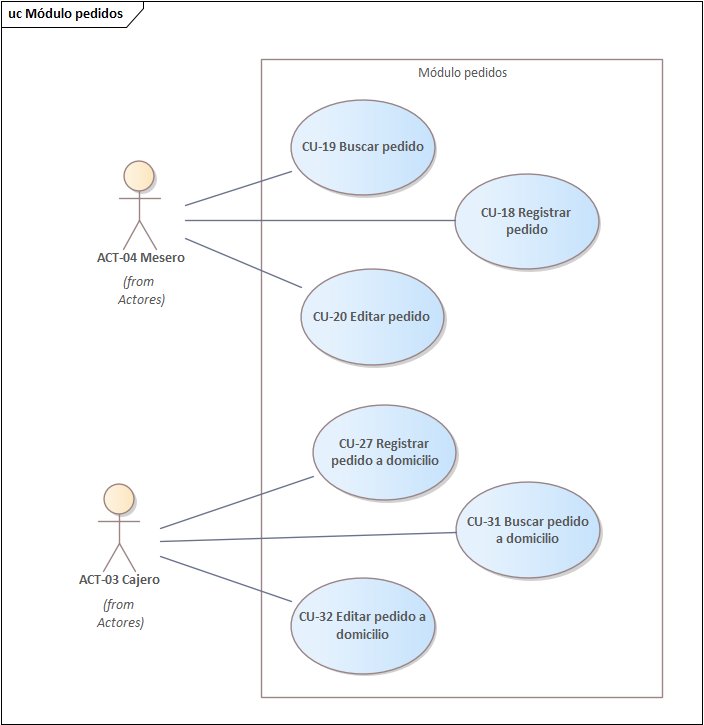 uc Módulo pedidos
Módulo pedidos
CU-19 Buscar pedido
CU-18 Registrar
pedido
ACT-04 Mesero
(from
Actores)
CU-20 Editar pedido
CU-27 Registrar
pedido a domicilio
CU-31 Buscar pedido
a domicilio
ACT-03 Cajero
(from
Actores)
CU-32 Editar pedido a
domicilio